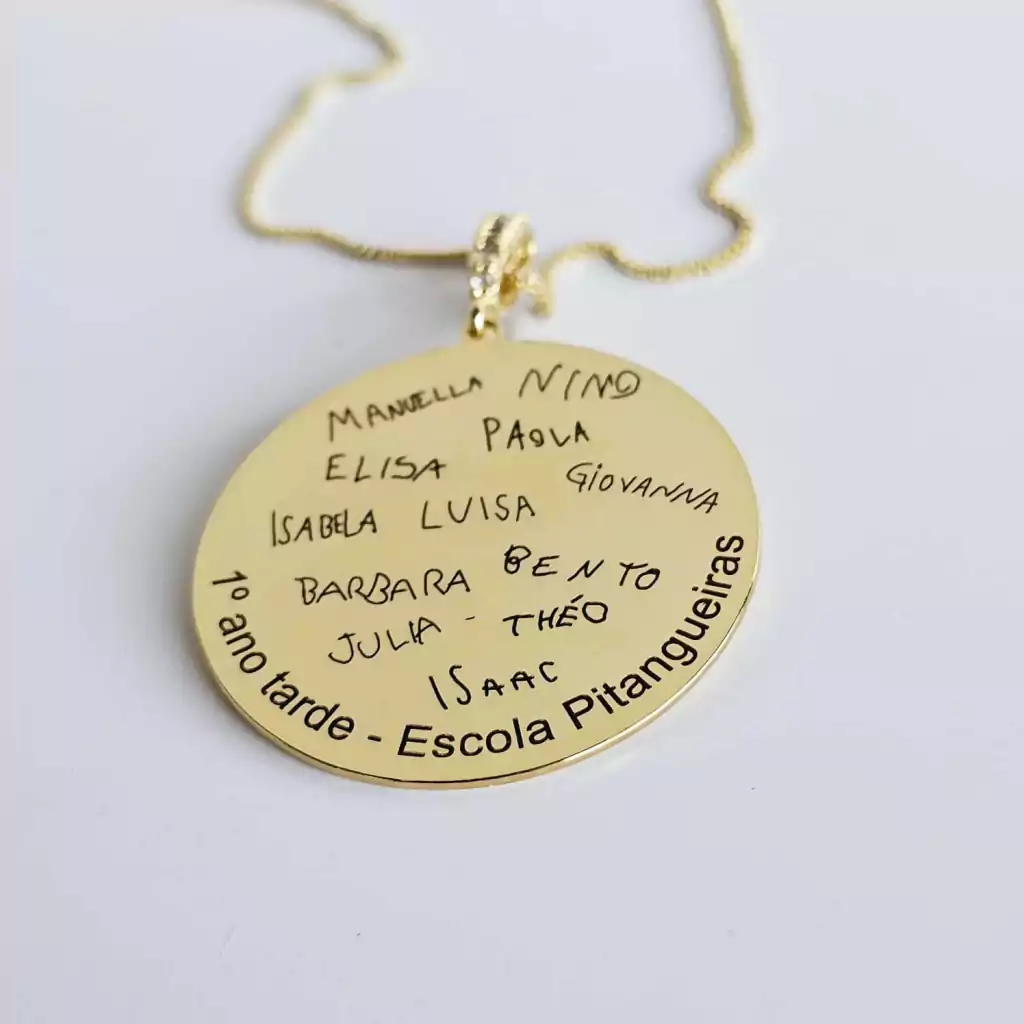 MANUELLA NINO
PAOLA
ELISA GiOVANNA
ISABELA LUISA
BARBARA BENTO
JULIA - THÉO
ISAAC
1º ano tarde - Escola Pitangueiras